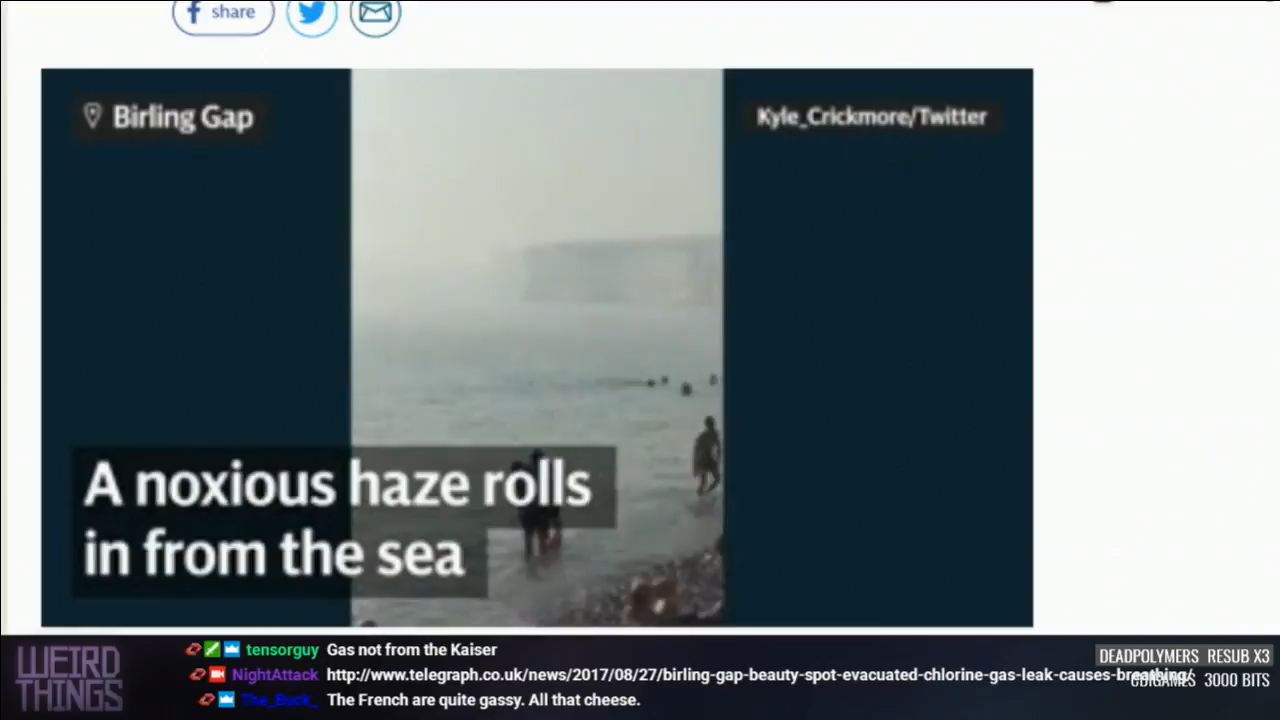 share
Birling Gap
Kyle_Crickmore/Twitter
A noxious haze rolls
in from the sea
WEIRD
THINGS
tensorguy Gas not from the Kaiser
NightAttack http://www.telegraph.co.uk/news/2017/08/27/birling-gap-beauty-spot-evacuated-chlorine-gas-leak-causes-breathing/
The_Buck_ The French are quite gassy. All that cheese.
DEADPOLYMERS RESUB X3
GDIGAMES 3000 BITS